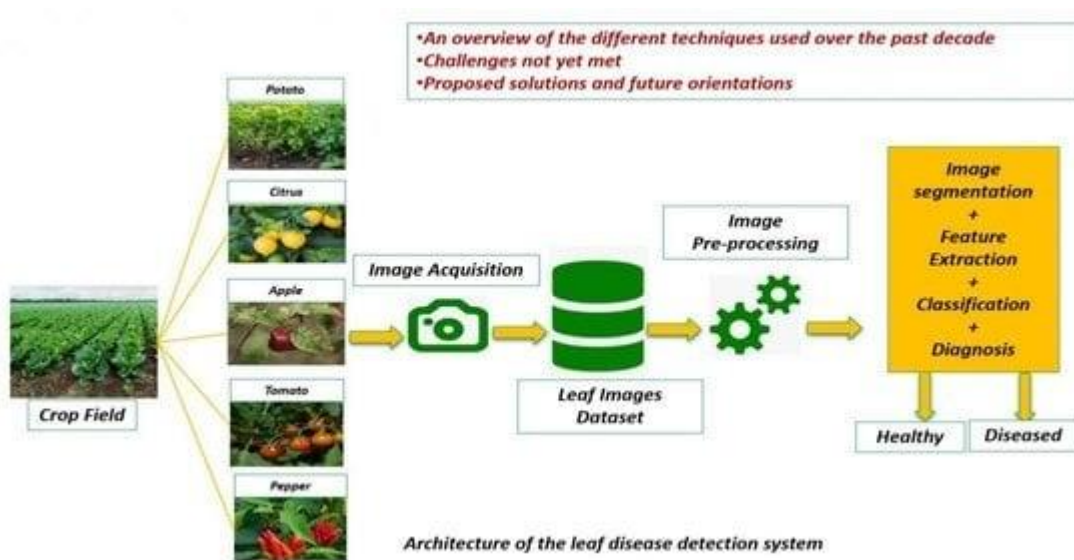 •An overview of the different techniques used over the past decade
•Challenges not yet met
•Proposed solutions and future orientations
Potato
Citrus
Apple
Tomato
Pepper
Crop Field
Image Acquisition
Leaf Images
Dataset
Image
Pre-processing
Image
segmentation
+
Feature
Extraction
+
Classification
+
Diagnosis
Healthy
Diseased
Architecture of the leaf disease detection system